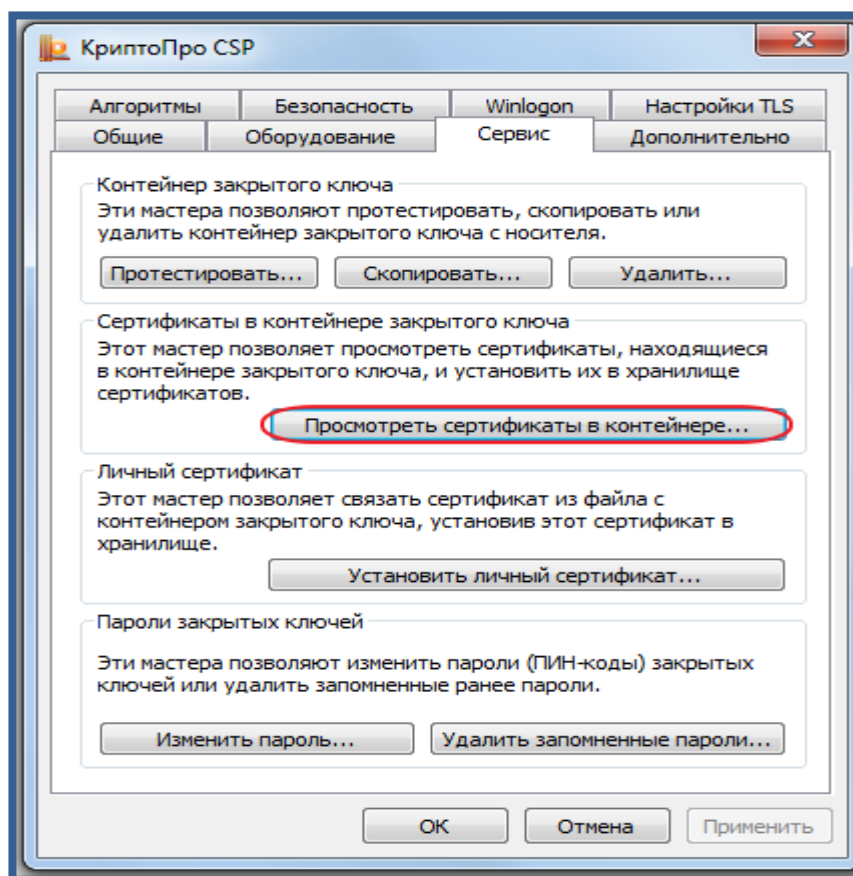 КриптоПро CSP
Алгоритмы Безопасность Winlogon Настройки TLS
Общие Оборудование Сервис Дополнительно
Контейнер закрытого ключа
Эти мастера позволяют протестировать, скопировать или
удалить контейнер закрытого ключа с носителя.
Протестировать... Скопировать... Удалить...
Сертификаты в контейнере закрытого ключа
Этот мастер позволяет просмотреть сертификаты, находящиеся
в контейнере закрытого ключа, и установить их в хранилище
сертификатов.
Просмотреть сертификаты в контейнере...
Личный сертификат
Этот мастер позволяет связать сертификат из файла с
контейнером закрытого ключа, установив этот сертификат в
хранилище.
Установить личный сертификат...
Пароли закрытых ключей
Эти мастера позволяют изменить пароли (ПИН-коды) закрытых
ключей или удалить запомненные ранее пароли.
Изменить пароль... Удалить запомненные пароли...
ОК Отмена Применить